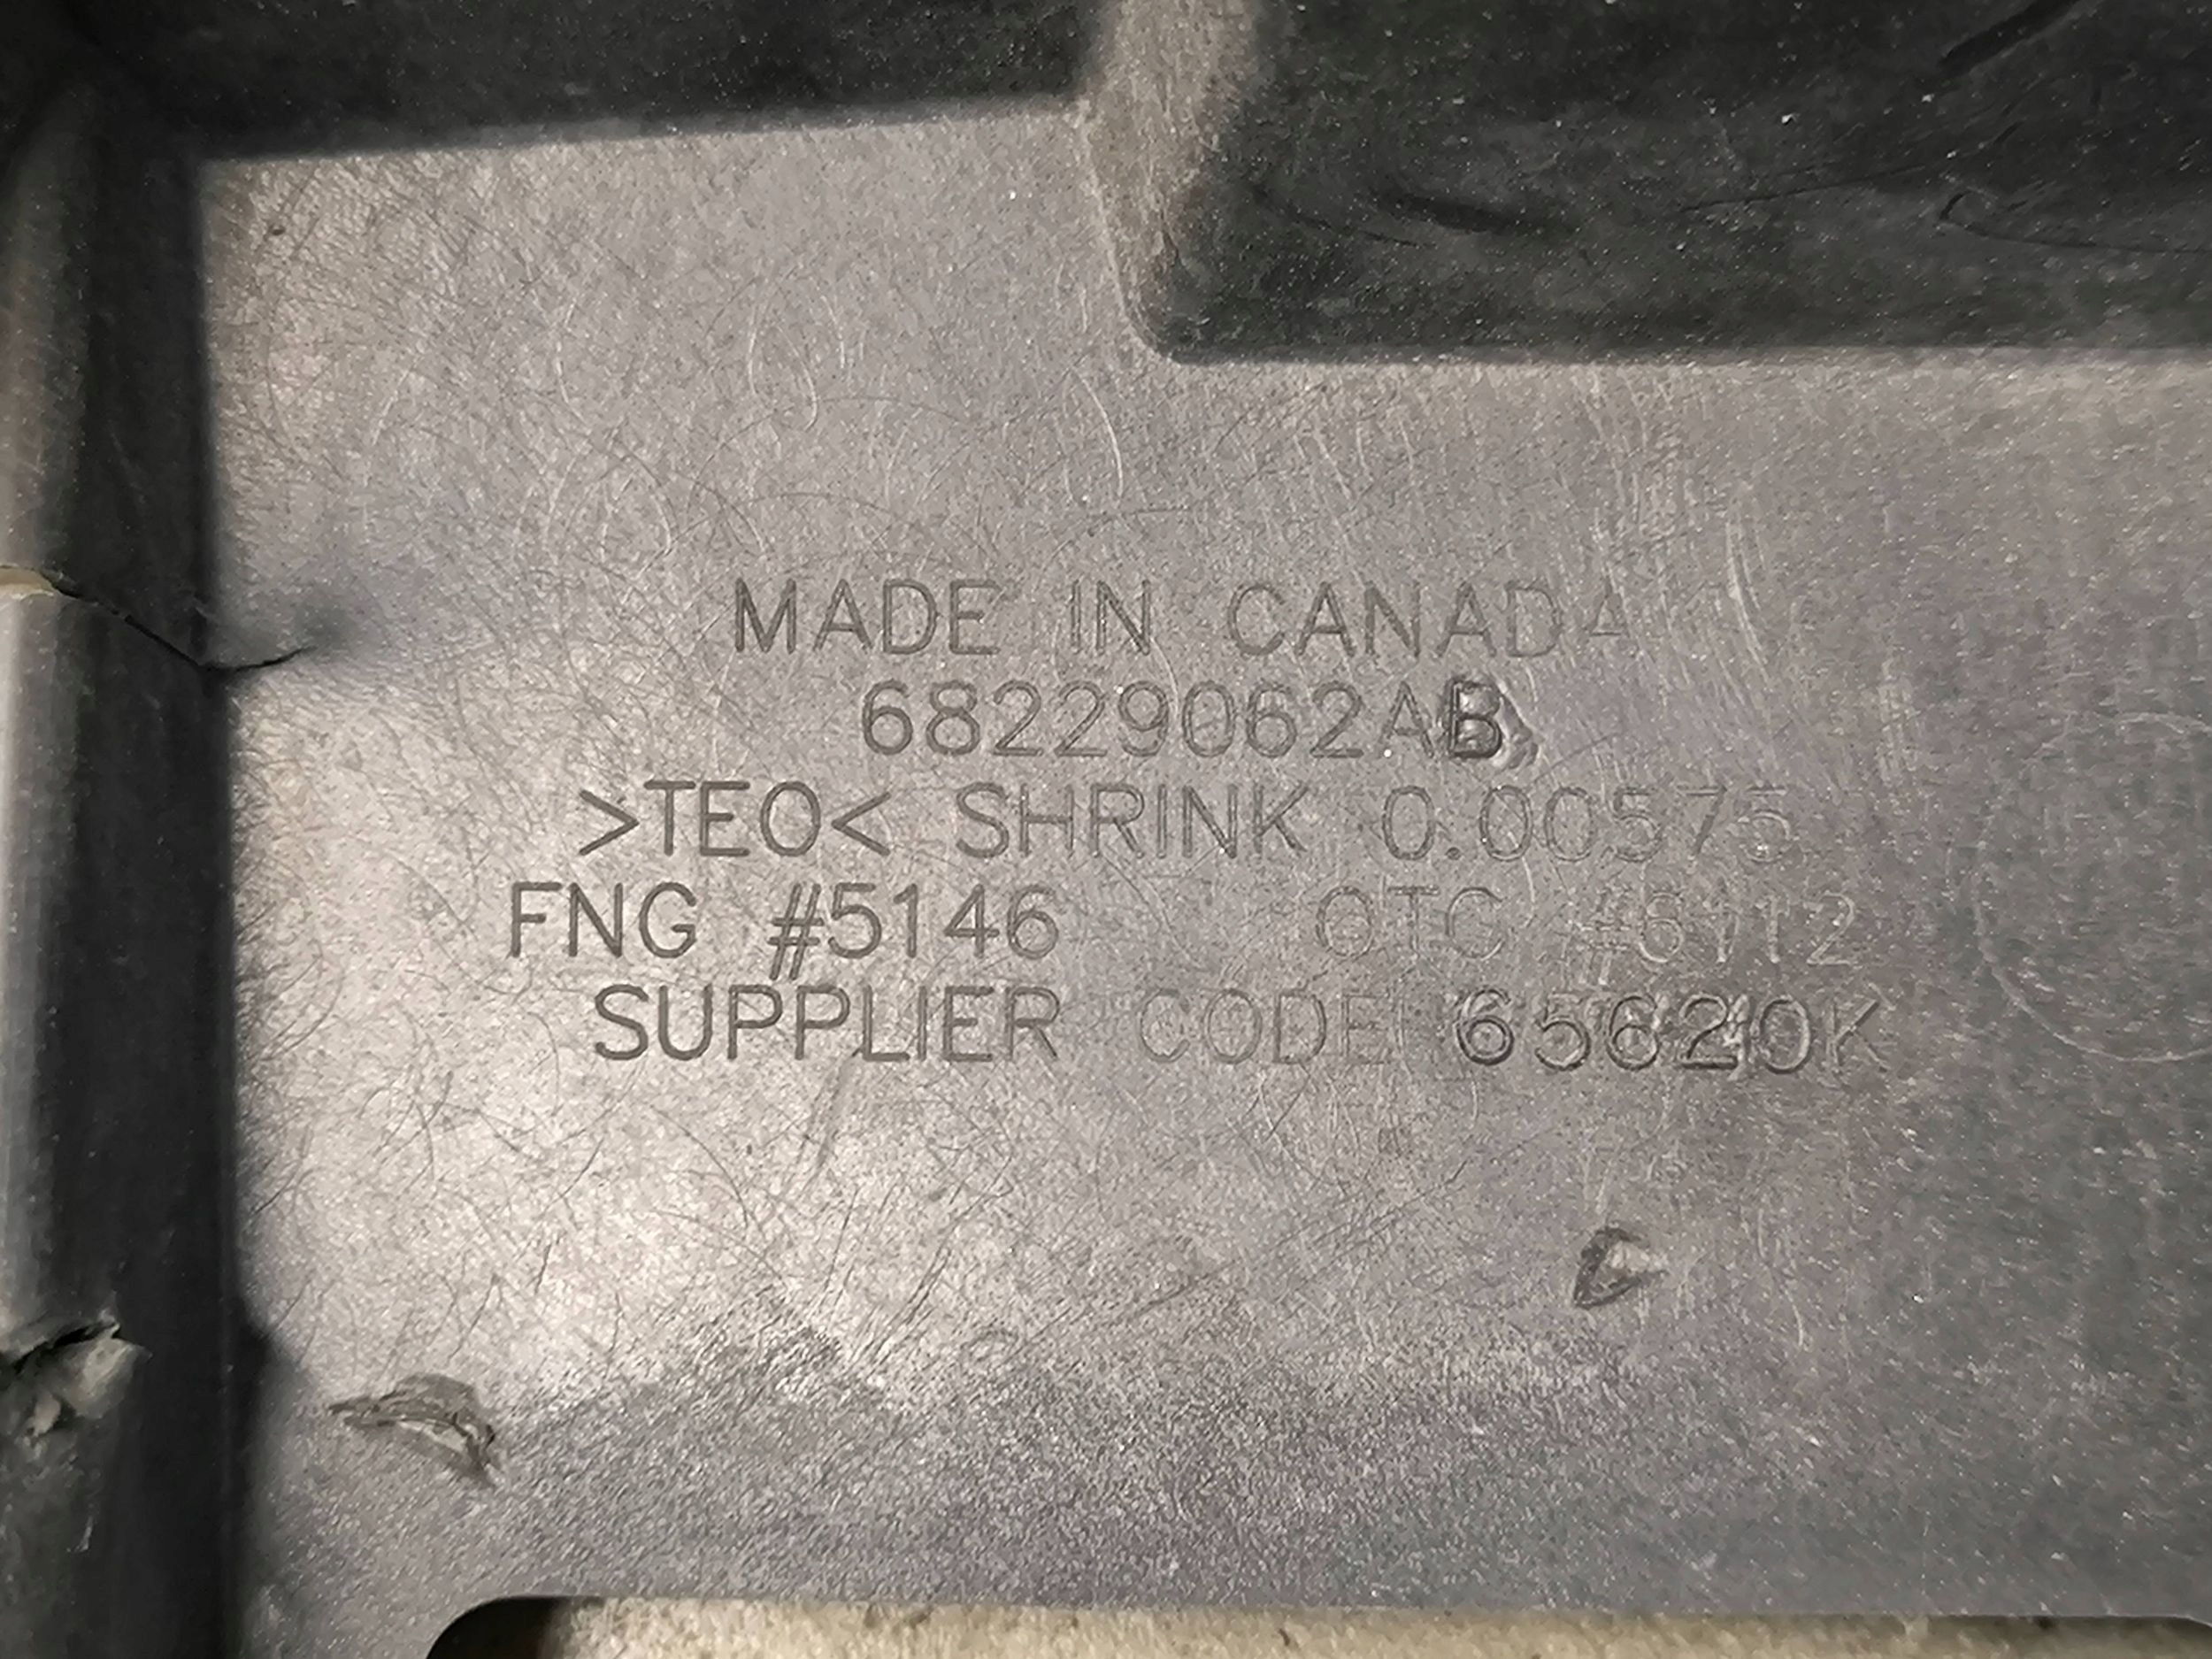 MADE IN CANADA
68229062AB
>TEO< SHRINK 0.00575
FNG #5146 OTC #6112
SUPPLIER CODE 65620K